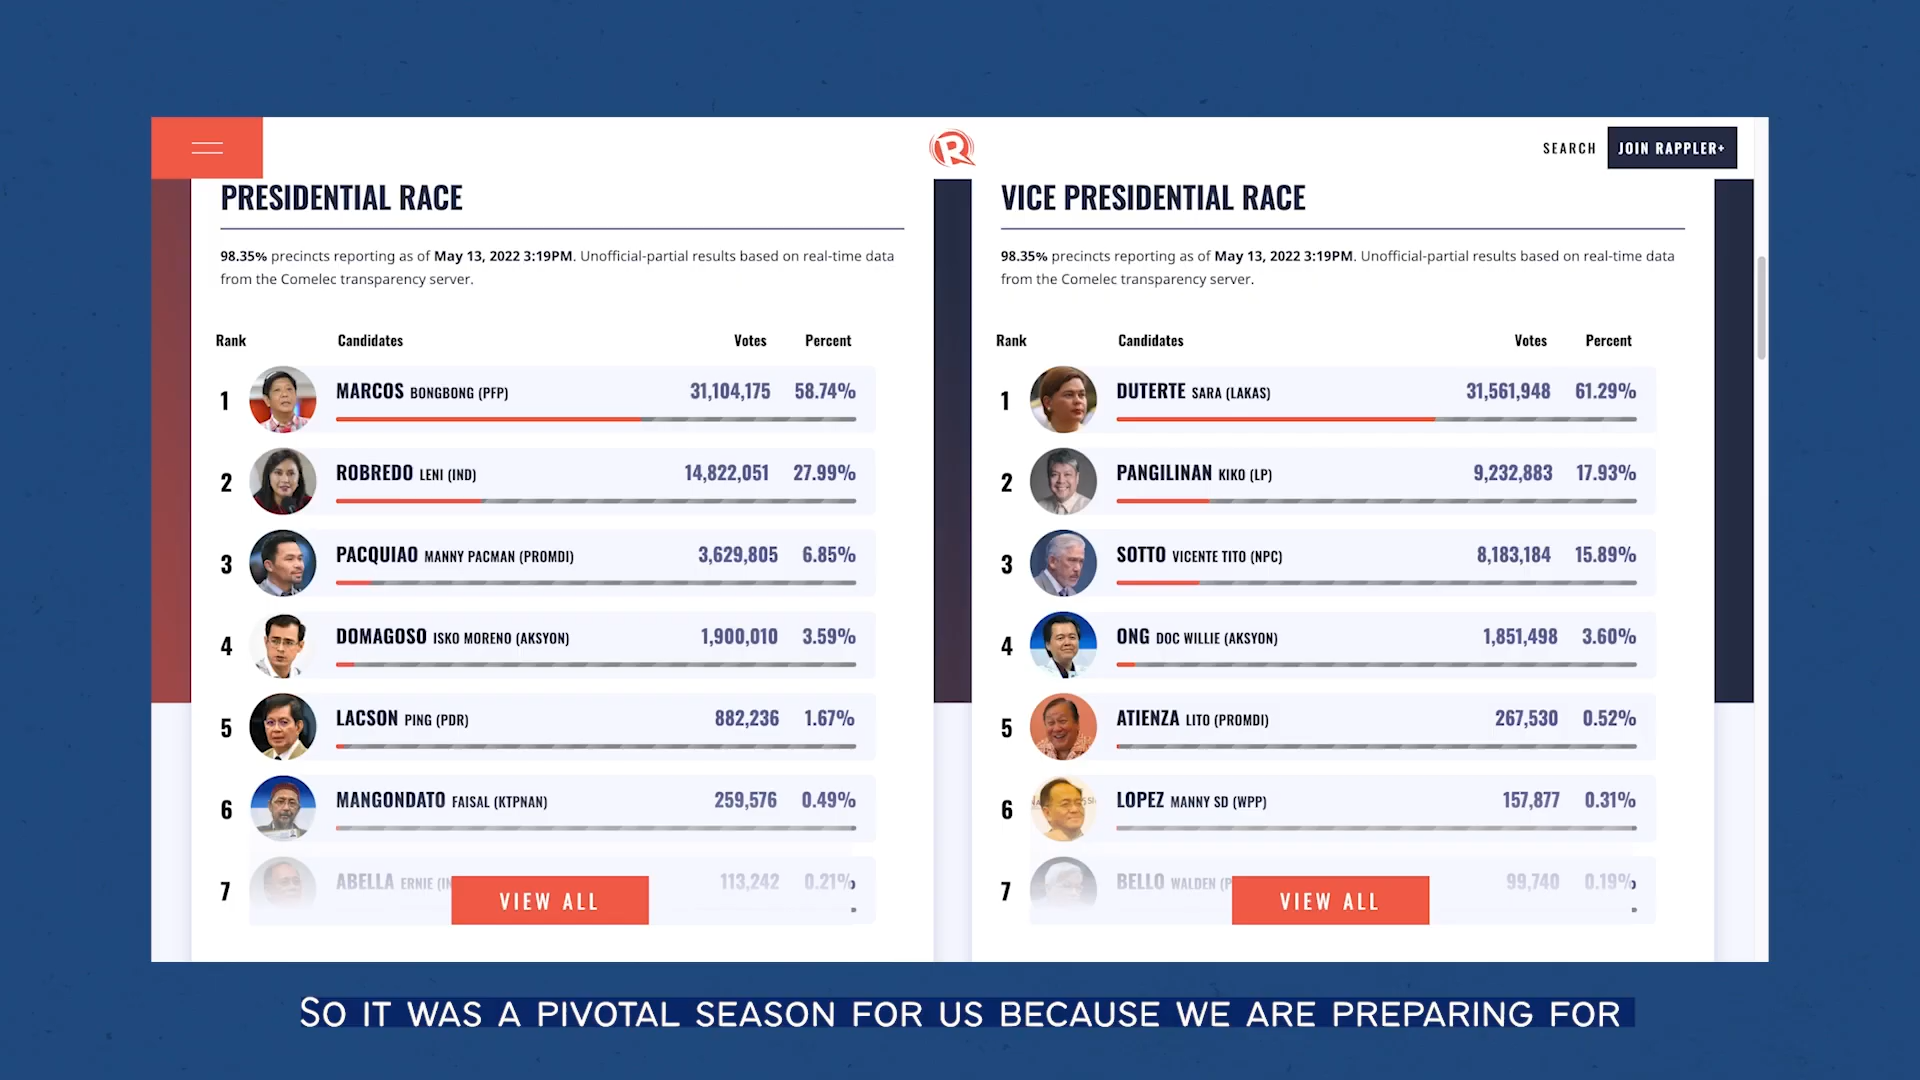 SEARCH
JOIN RAPPLER+
PRESIDENTIAL RACE
98.35% precincts reporting as of May 13, 2022 3:19PM. Unofficial-partial results based on real-time data
from the Comelec transparency server.
Rank Candidates Votes Percent
1 MARCOS BONGBONG (PFP) 31,104,175 58.74%
2 ROBREDO LENI (IND) 14,822,051 27.99%
3 PACQUIAO MANNY PACMAN (PROMDI) 3,629,805 6.85%
4 DOMAGOSO ISKO MORENO (AKSYON) 1,900,010 3.59%
5 LACSON PING (PDR) 882,236 1.67%
6 MANGONDATO FAISAL (KTPNAN) 259,576 0.49%
7 ABELLA ERNIE 113,242 0.21%
VIEW ALL
VICE PRESIDENTIAL RACE
98.35% precincts reporting as of May 13, 2022 3:19PM. Unofficial-partial results based on real-time data
from the Comelec transparency server.
Rank Candidates Votes Percent
1 DUTERTE SARA (LAKAS) 31,561,948 61.29%
2 PANGILINAN KIKO (LP) 9,232,883 17.93%
3 SOTTO VICENTE TITO (NPC) 8,183,184 15.89%
4 ONG DOC WILLIE (AKSYON) 1,851,498 3.60%
5 ATIENZA LITO (PROMDI) 267,530 0.52%
6 LOPEZ MANNY SD (WPP) 157,877 0.31%
7 BELLO WALDEN 99,740 0.19%
VIEW ALL
SO IT WAS A PIVOTAL SEASON FOR US BECAUSE WE ARE PREPARING FOR